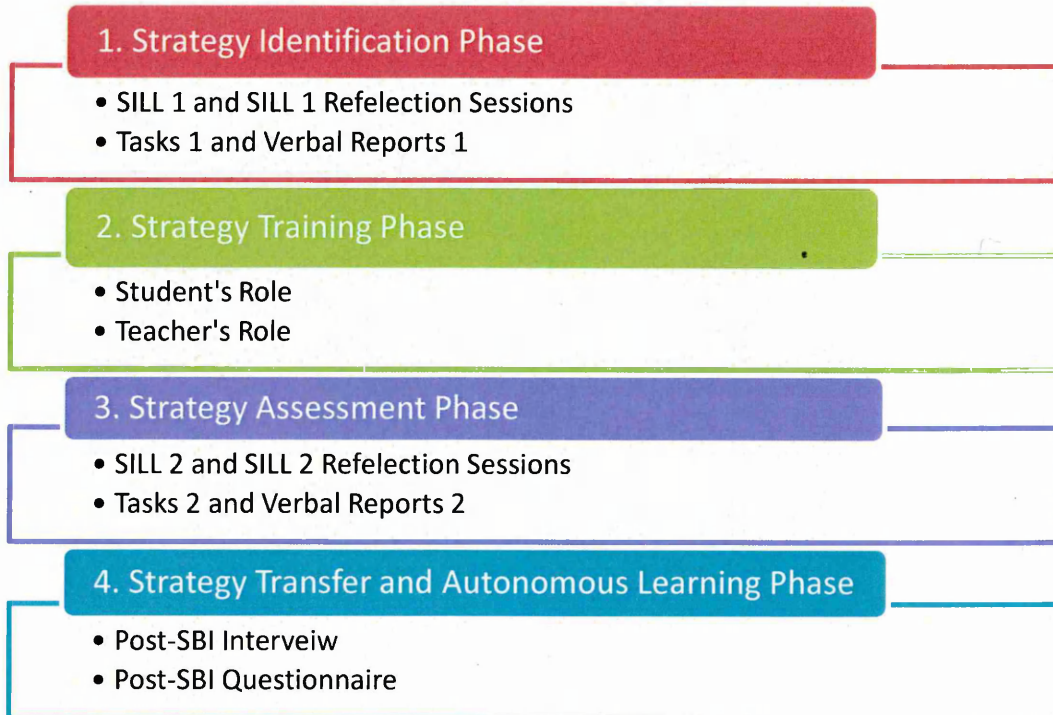 1. Strategy Identification Phase
• SILL 1 and SILL 1 Refelection Sessions
• Tasks 1 and Verbal Reports 1
2. Strategy Training Phase
• Student's Role
• Teacher's Role
3. Strategy Assessment Phase
• SILL 2 and SILL 2 Refelection Sessions
• Tasks 2 and Verbal Reports 2
4. Strategy Transfer and Autonomous Learning Phase
• Post-SBI Interveiw
• Post-SBI Questionnaire